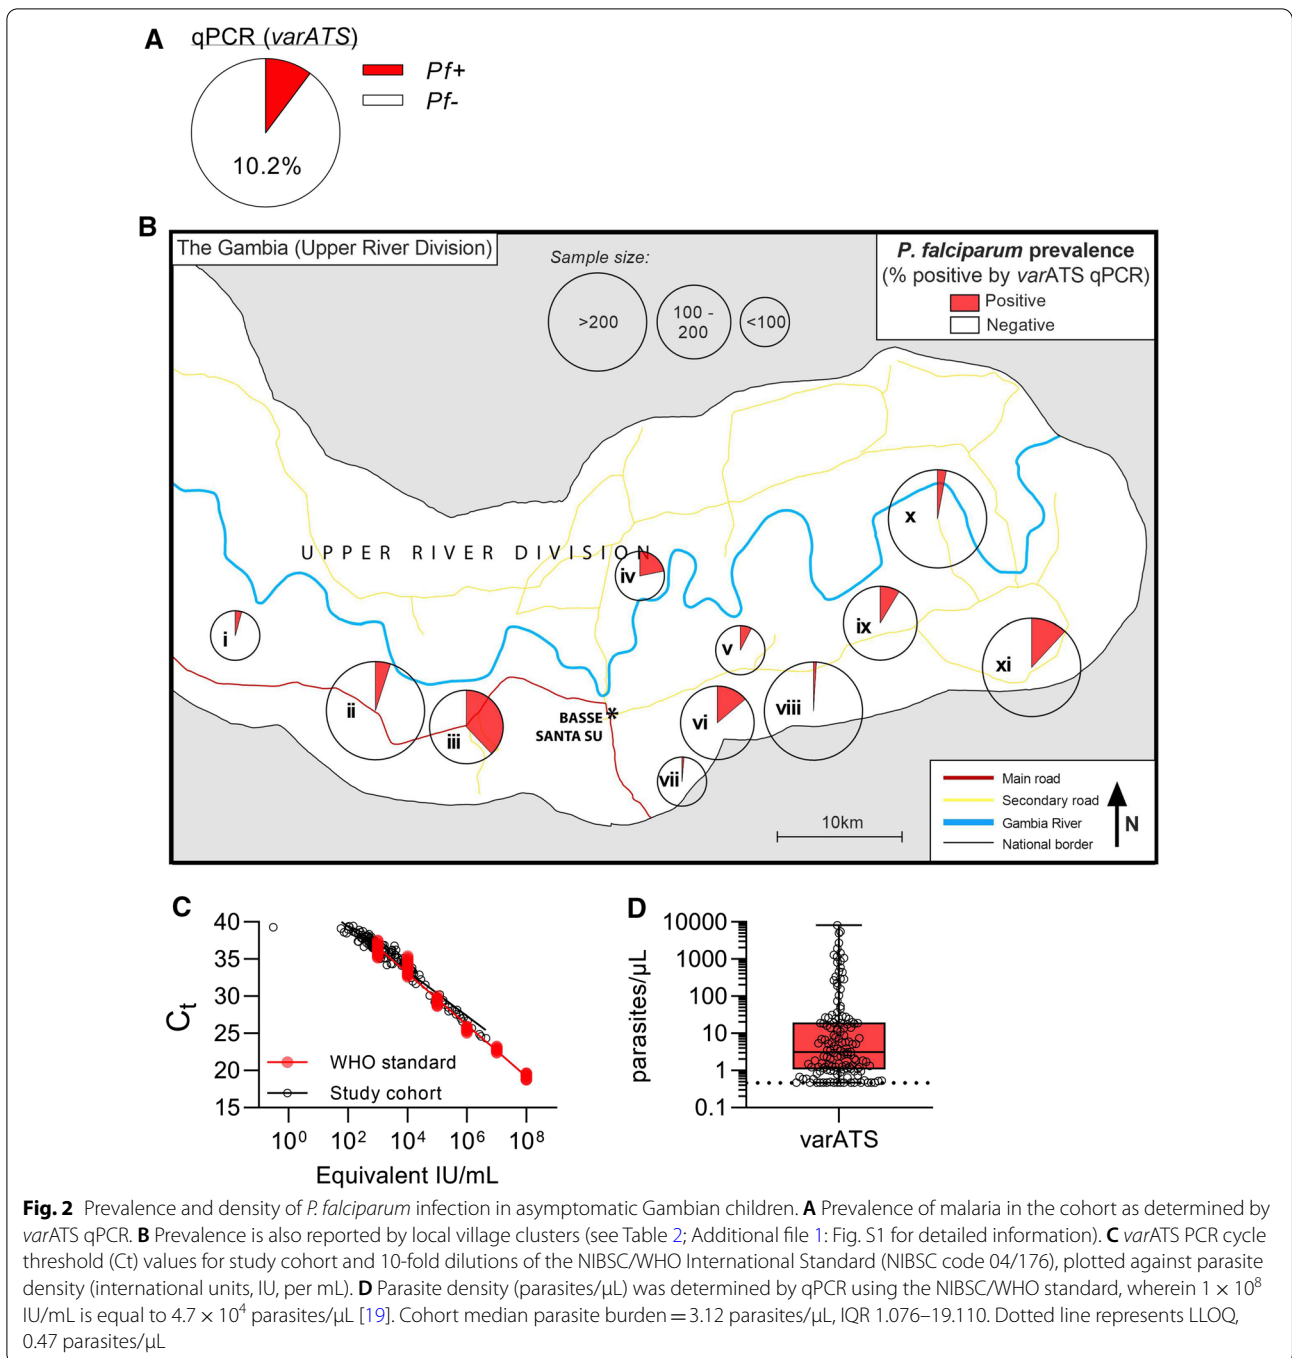 A qPCR (varATS)
Pf+
Pf-
10.2%
B
The Gambia (Upper River Division)
Sample size:
>200
100 -
200
<100
P. falciparum prevalence
(% positive by varATS qPCR)
Positive
Negative
UPPER RIVER DIVISION
i
ii
iii
iv
v
vi
vii
viii
ix
x
xi
BASSE *
SANTA SU
10km
Main road
Secondary road
Gambia River
National border
N
C
40
35
30
25
20
15
Ct
WHO standard
Study cohort
10⁰ 10² 10⁴ 10⁶ 10⁸
Equivalent IU/mL
D
10000
1000
100
10
1
0.1
parasites/µL
varATS
Fig. 2 Prevalence and density of P. falciparum infection in asymptomatic Gambian children. A Prevalence of malaria in the cohort as determined by
varATS qPCR. B Prevalence is also reported by local village clusters (see Table 2; Additional file 1: Fig. S1 for detailed information). C varATS PCR cycle
threshold (Ct) values for study cohort and 10-fold dilutions of the NIBSC/WHO International Standard (NIBSC code 04/176), plotted against parasite
density (international units, IU, per mL). D Parasite density (parasites/µL) was determined by qPCR using the NIBSC/WHO standard, wherein 1 × 10⁸
IU/mL is equal to 4.7 × 10⁴ parasites/µL [19]. Cohort median parasite burden = 3.12 parasites/µL, IQR 1.076–19.110. Dotted line represents LLOQ,
0.47 parasites/µL